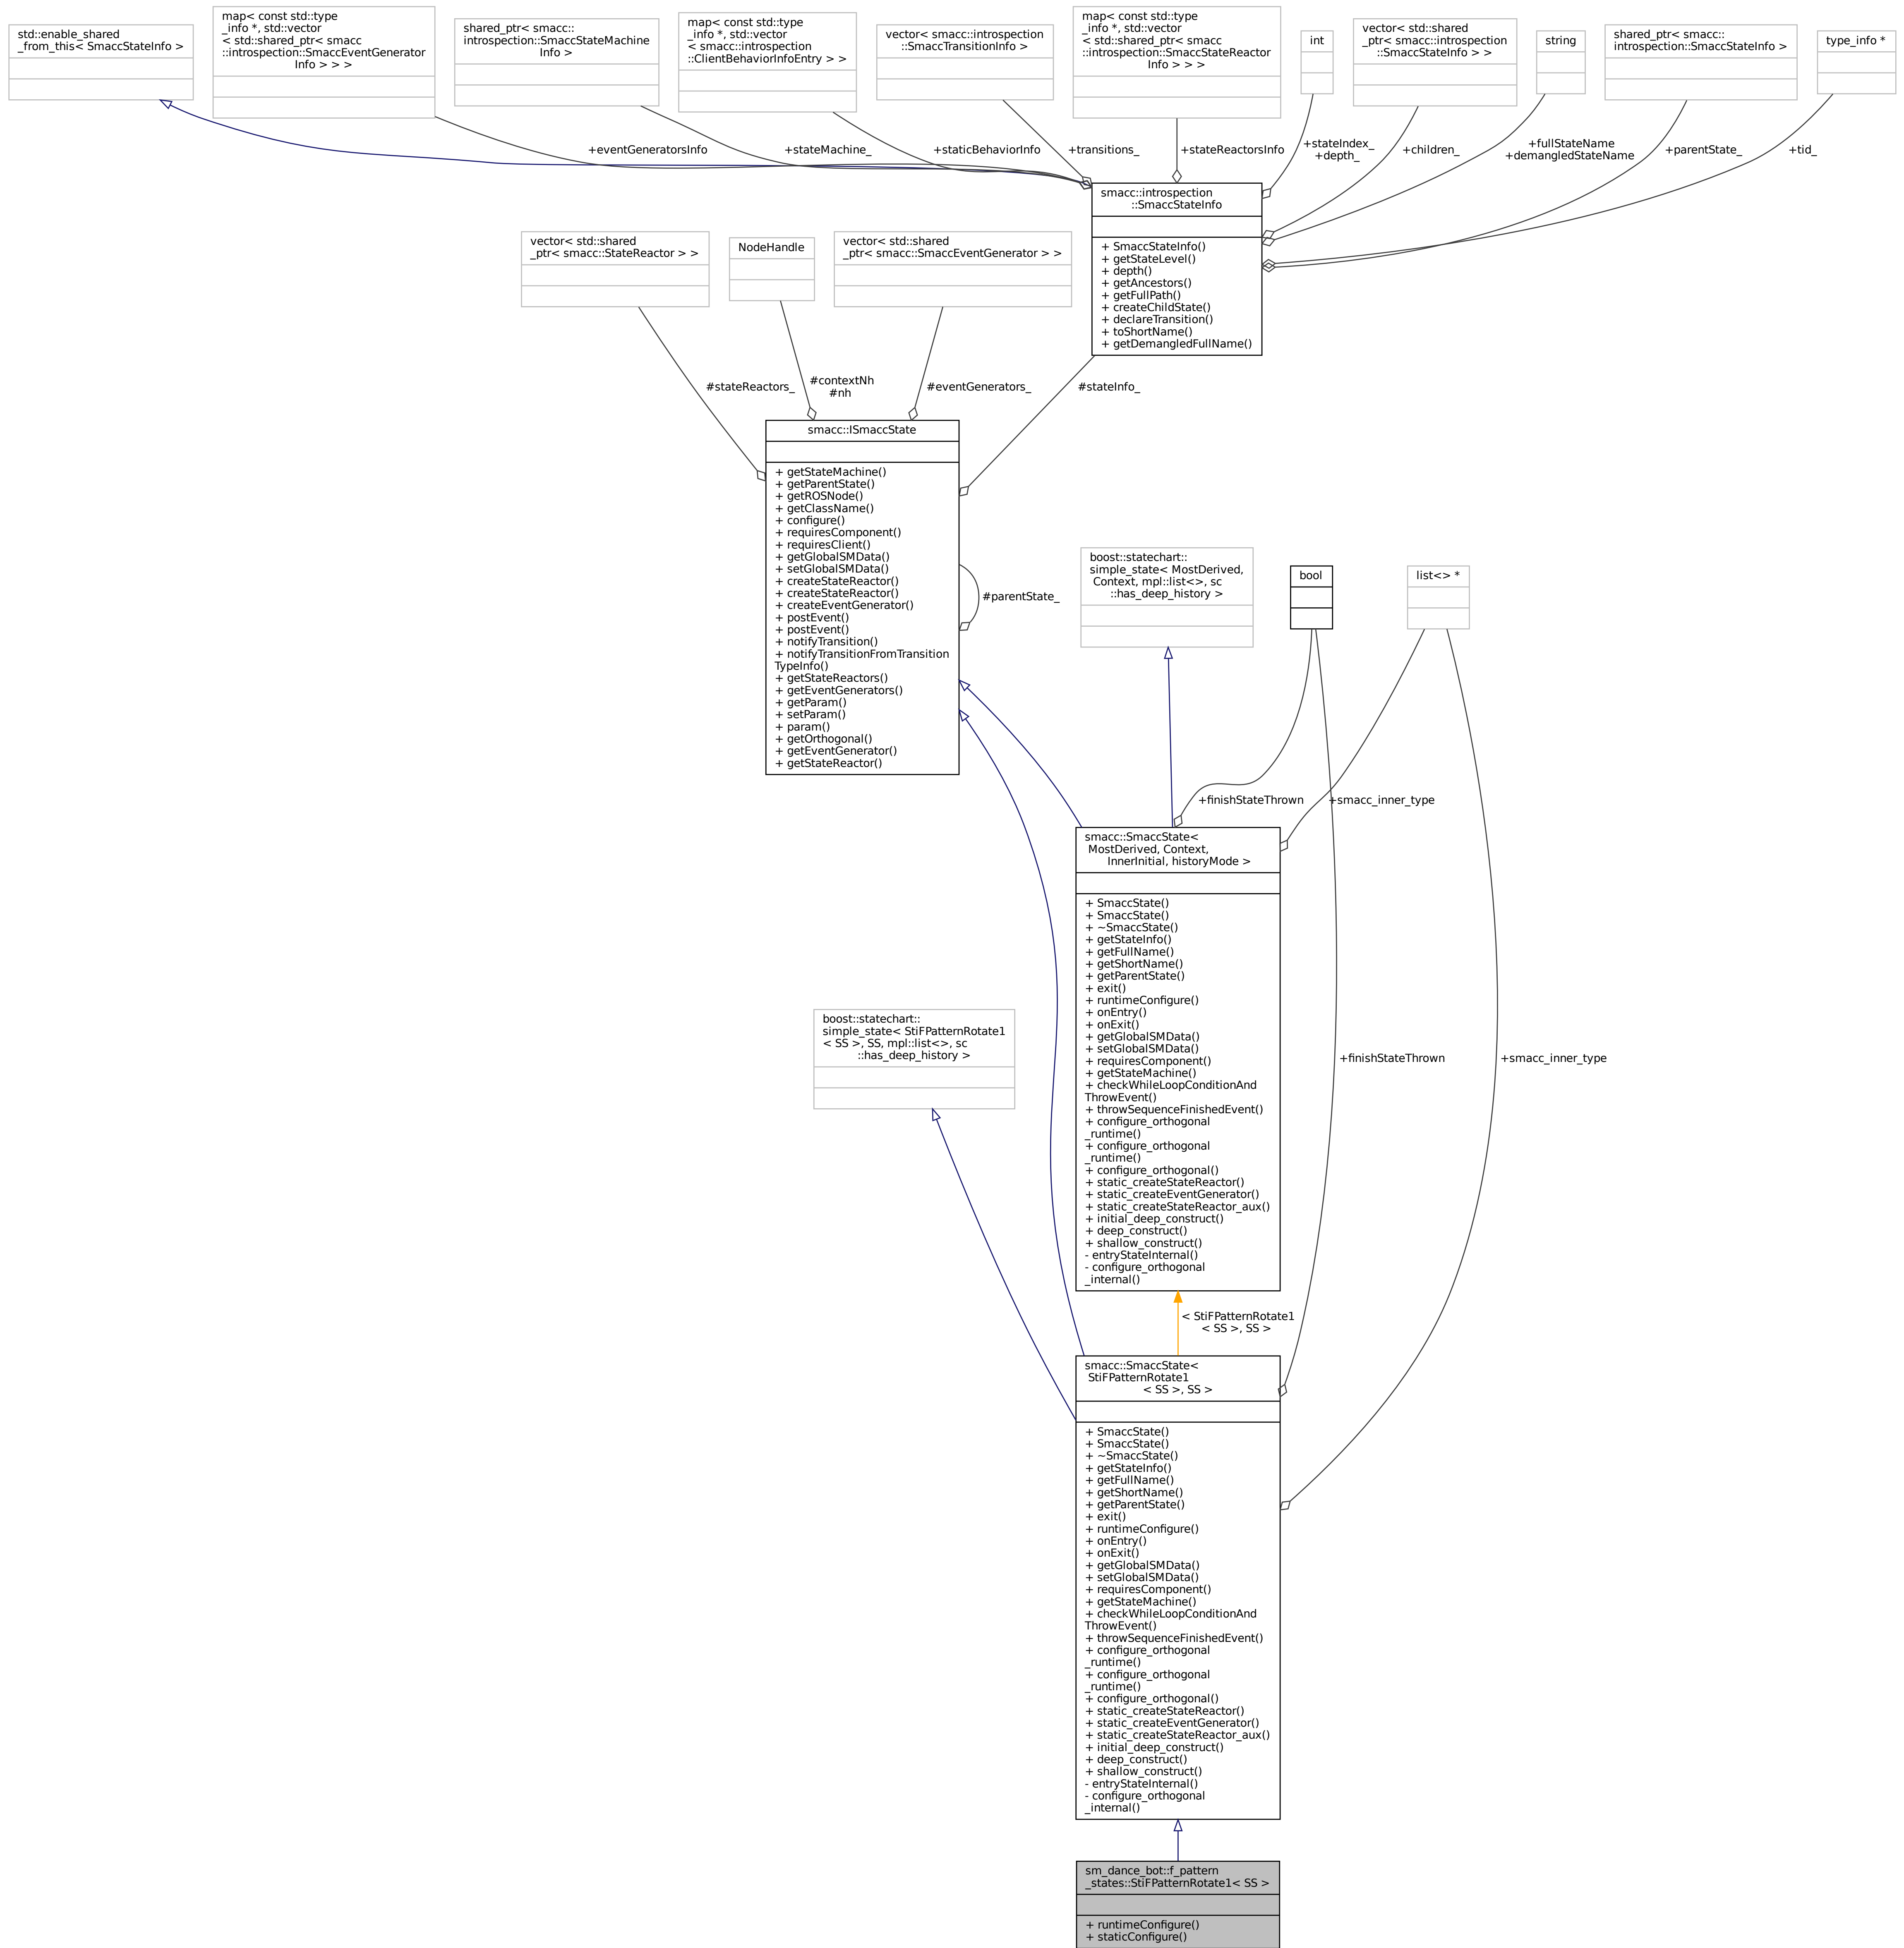 std::enable_shared
_from_this< SmaccStateInfo >
map< const std::type
_info *, std::vector
< std::shared_ptr< smacc
::introspection::SmaccEventGenerator
Info > > >
shared_ptr< smacc::
introspection::SmaccStateMachine
Info >
map< const std::type
_info *, std::vector
< smacc::introspection
::ClientBehaviorInfoEntry > >
vector< smacc::introspection
::SmaccTransitionInfo >
map< const std::type
_info *, std::vector
< std::shared_ptr< smacc
::introspection::SmaccStateReactor
Info > > >
int
vector< std::shared
_ptr< smacc::introspection
::SmaccStateInfo > >
string
shared_ptr< smacc::
introspection::SmaccStateInfo >
type_info *
+eventGeneratorsInfo
+stateMachine_
+staticBehaviorInfo
+transitions_
+stateReactorsInfo
+stateIndex_
+depth_
+children_
+fullStateName
+demangledStateName
+parentState_
+tid_
smacc::introspection
::SmaccStateInfo
+ SmaccStateInfo()
+ getStateLevel()
+ depth()
+ getAncestors()
+ getFullPath()
+ createChildState()
+ declareTransition()
+ toShortName()
+ getDemangledFullName()
vector< std::shared
_ptr< smacc::StateReactor > >
NodeHandle
vector< std::shared
_ptr< smacc::SmaccEventGenerator > >
#stateReactors_
#contextNh
#nh
#eventGenerators_
#stateInfo_
smacc::ISmaccState
+ getStateMachine()
+ getParentState()
+ getROSNode()
+ getClassName()
+ configure()
+ requiresComponent()
+ requiresClient()
+ getGlobalSMData()
+ setGlobalSMData()
+ createStateReactor()
+ createStateReactor()
+ createEventGenerator()
+ postEvent()
+ postEvent()
+ notifyTransition()
+ notifyTransitionFromTransition
TypeInfo()
+ getStateReactors()
+ getEventGenerators()
+ getParam()
+ setParam()
+ param()
+ getOrthogonal()
+ getEventGenerator()
+ getStateReactor()
#parentState_
boost::statechart::
simple_state< MostDerived,
Context, mpl::list<>, sc
::has_deep_history >
bool
list<> *
+finishStateThrown
+smacc_inner_type
smacc::SmaccState<
MostDerived, Context,
InnerInitial, historyMode >
+ SmaccState()
+ SmaccState()
+ ~SmaccState()
+ getStateInfo()
+ getFullName()
+ getShortName()
+ getParentState()
+ exit()
+ runtimeConfigure()
+ onEntry()
+ onExit()
+ getGlobalSMData()
+ setGlobalSMData()
+ requiresComponent()
+ getStateMachine()
+ checkWhileLoopConditionAnd
ThrowEvent()
+ throwSequenceFinishedEvent()
+ configure_orthogonal
_runtime()
+ configure_orthogonal
_runtime()
+ configure_orthogonal()
+ static_createStateReactor()
+ static_createEventGenerator()
+ static_createStateReactor_aux()
+ initial_deep_construct()
+ deep_construct()
+ shallow_construct()
- entryStateInternal()
- configure_orthogonal
_internal()
boost::statechart::
simple_state< StiFPatternRotate1
< SS >, SS, mpl::list<>, sc
::has_deep_history >
+finishStateThrown
+smacc_inner_type
< StiFPatternRotate1
< SS >, SS >
smacc::SmaccState<
StiFPatternRotate1
< SS >, SS >
+ SmaccState()
+ SmaccState()
+ ~SmaccState()
+ getStateInfo()
+ getFullName()
+ getShortName()
+ getParentState()
+ exit()
+ runtimeConfigure()
+ onEntry()
+ onExit()
+ getGlobalSMData()
+ setGlobalSMData()
+ requiresComponent()
+ getStateMachine()
+ checkWhileLoopConditionAnd
ThrowEvent()
+ throwSequenceFinishedEvent()
+ configure_orthogonal
_runtime()
+ configure_orthogonal
_runtime()
+ configure_orthogonal()
+ static_createStateReactor()
+ static_createEventGenerator()
+ static_createStateReactor_aux()
+ initial_deep_construct()
+ deep_construct()
+ shallow_construct()
- entryStateInternal()
- configure_orthogonal
_internal()
sm_dance_bot::f_pattern
_states::StiFPatternRotate1< SS >
+ runtimeConfigure()
+ staticConfigure()